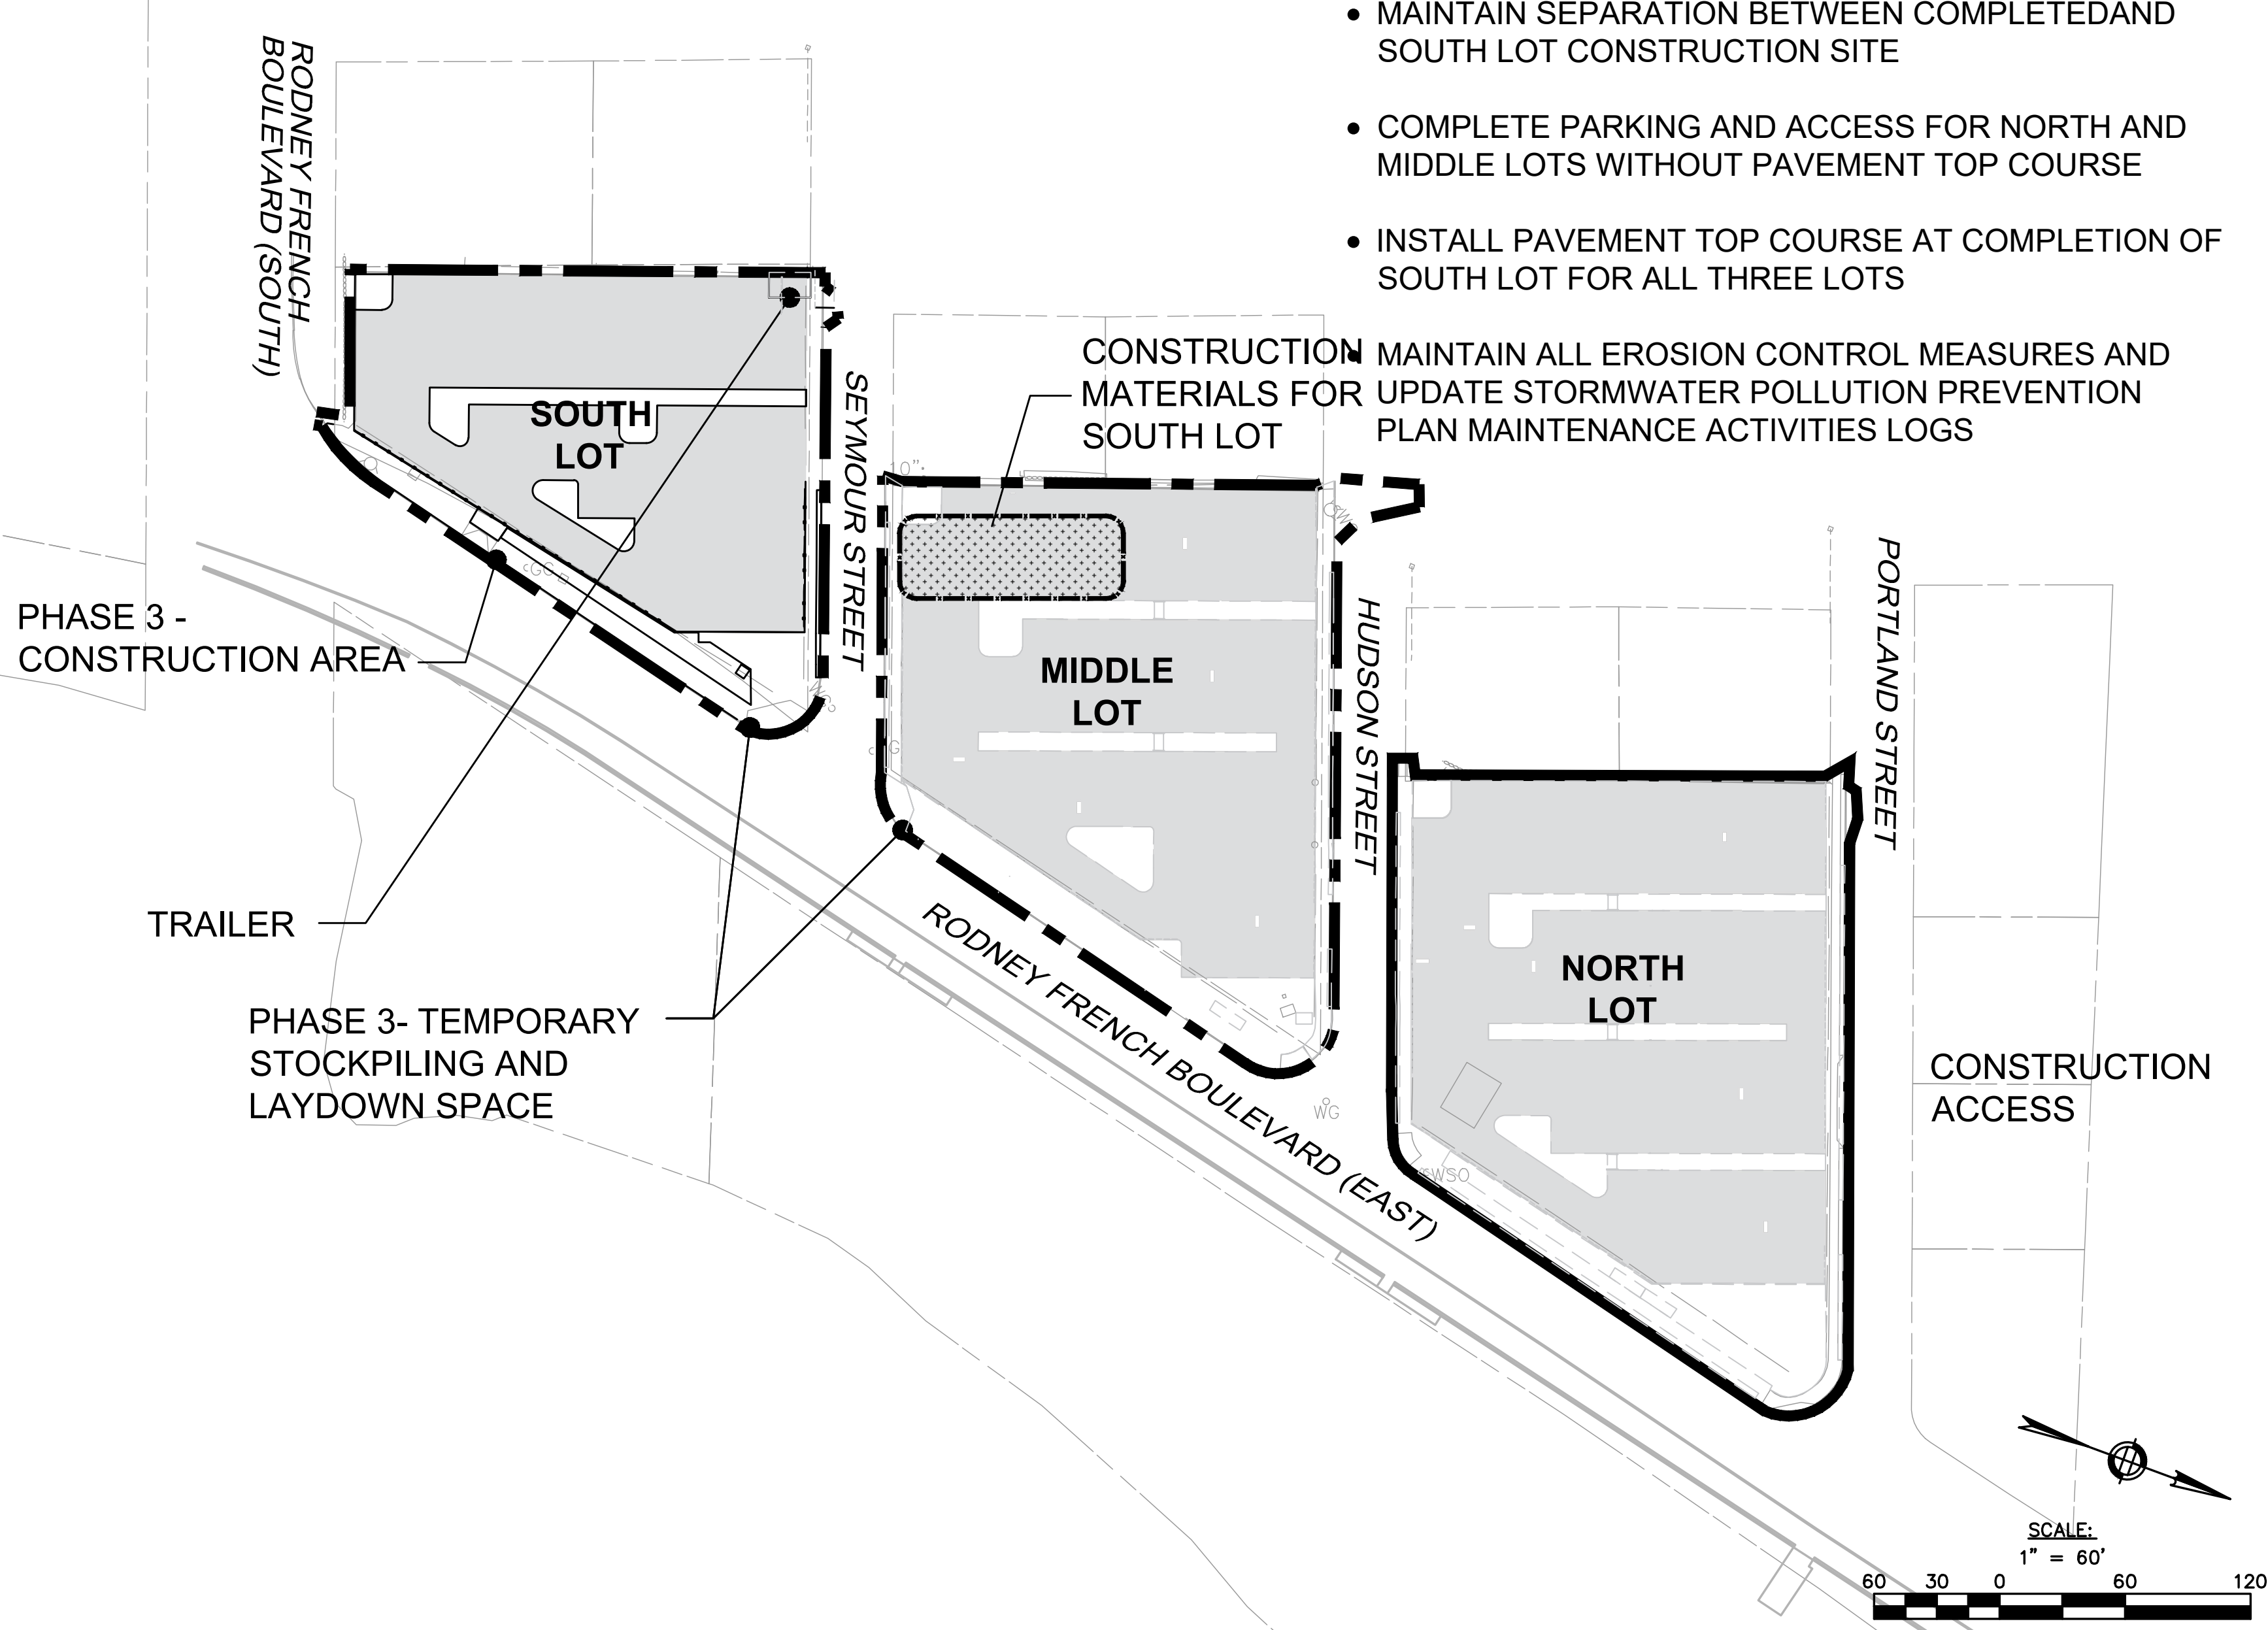 • MAINTAIN SEPARATION BETWEEN COMPLETEDAND
SOUTH LOT CONSTRUCTION SITE
• COMPLETE PARKING AND ACCESS FOR NORTH AND
MIDDLE LOTS WITHOUT PAVEMENT TOP COURSE
• INSTALL PAVEMENT TOP COURSE AT COMPLETION OF
SOUTH LOT FOR ALL THREE LOTS
• MAINTAIN ALL EROSION CONTROL MEASURES AND
UPDATE STORMWATER POLLUTION PREVENTION
PLAN MAINTENANCE ACTIVITIES LOGS
RODNEY FRENCH
BOULEVARD (SOUTH)
CONSTRUCTION
MATERIALS FOR
SOUTH LOT
SOUTH
LOT
SEYMOUR STREET
10"
PHASE 3 -
CONSTRUCTION AREA
MIDDLE
LOT
HUDSON STREET
PORTLAND STREET
TRAILER
RODNEY FRENCH BOULEVARD (EAST)
NORTH
LOT
PHASE 3- TEMPORARY
STOCKPILING AND
LAYDOWN SPACE
CONSTRUCTION
ACCESS
WG
WSO
SCALE:
1" = 60'
60 30 0 60 120